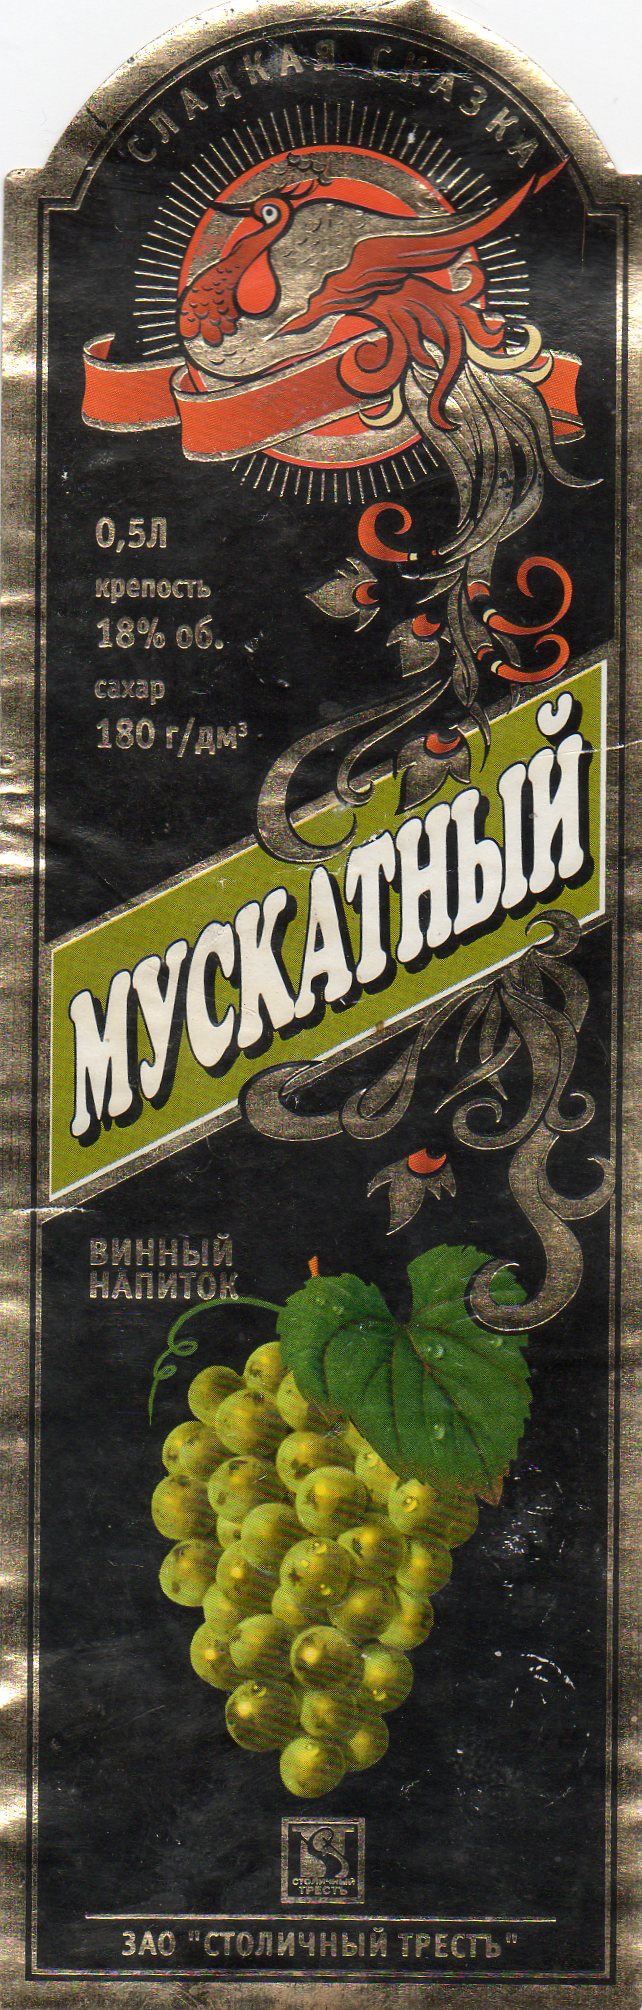 СЛАДКАЯ СКАЗКА
0,5Л
крепость
18% об.
сахар
180 г/дм³
МУСКАТНЫЙ
ВИННЫЙ
НАПИТОК
СТОЛИЧНЫЙ
ТРЕСТЪ
ЗАО "СТОЛИЧНЫЙ ТРЕСТЪ"